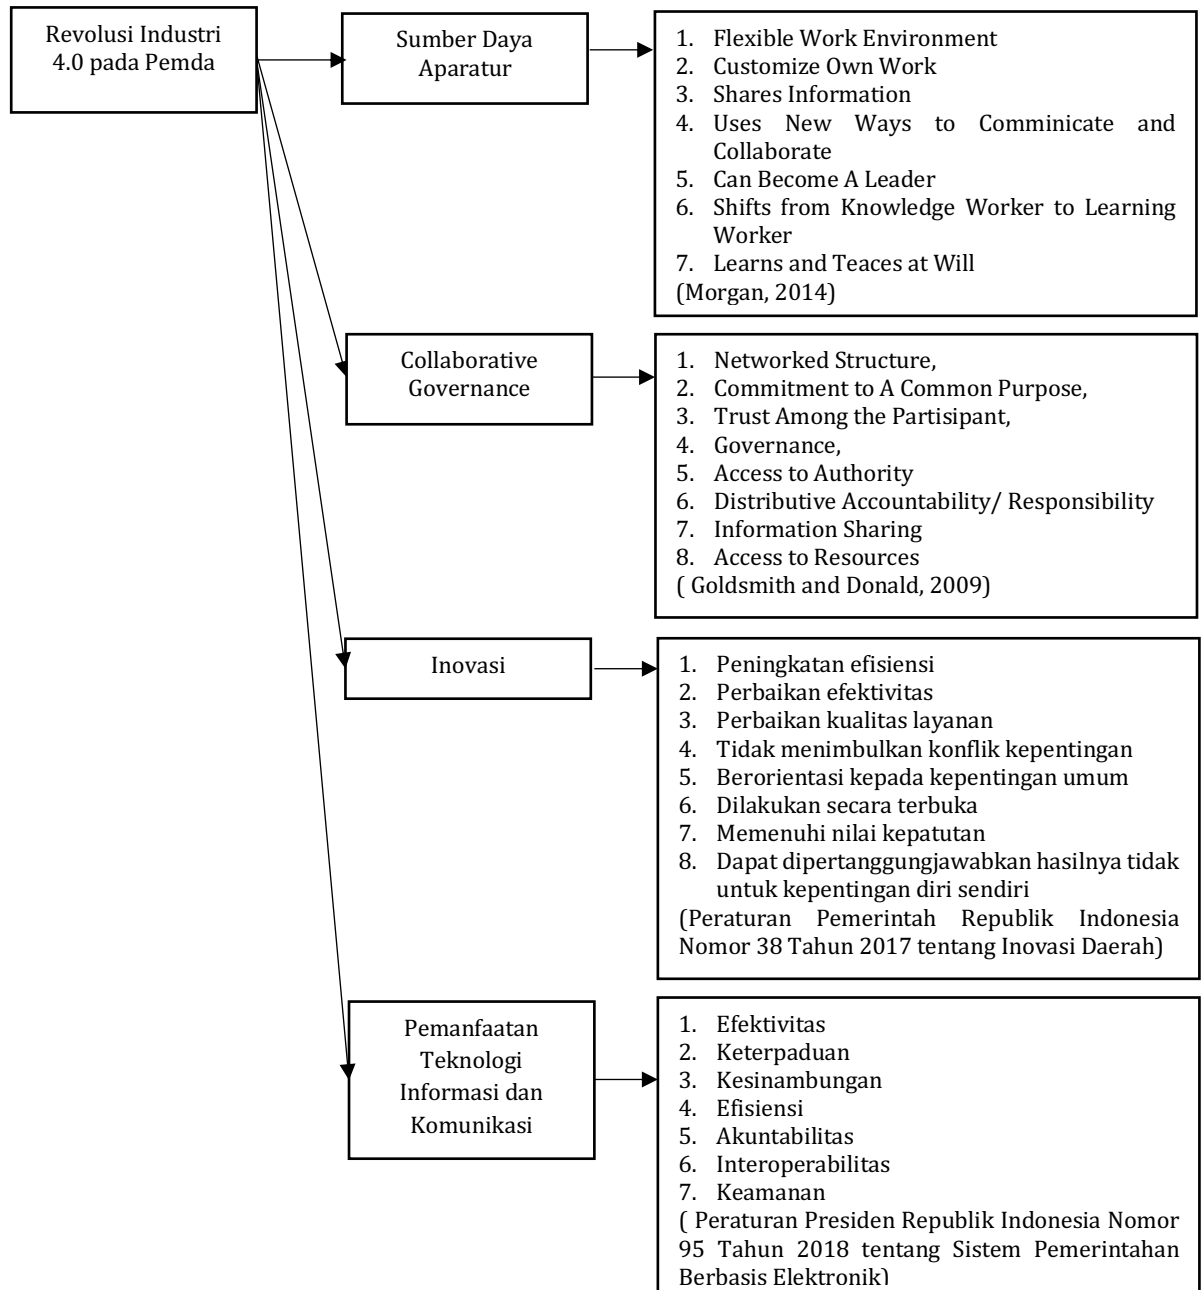 Revolusi Industri
4.0 pada Pemda
Sumber Daya
Aparatur
1. Flexible Work Environment
2. Customize Own Work
3. Shares Information
4. Uses New Ways to Comminicate and
Collaborate
5. Can Become A Leader
6. Shifts from Knowledge Worker to Learning
Worker
7. Learns and Teaces at Will
(Morgan, 2014)
Collaborative
Governance
1. Networked Structure,
2. Commitment to A Common Purpose,
3. Trust Among the Partisipant,
4. Governance,
5. Access to Authority
6. Distributive Accountability/ Responsibility
7. Information Sharing
8. Access to Resources
( Goldsmith and Donald, 2009)
Inovasi
1. Peningkatan efisiensi
2. Perbaikan efektivitas
3. Perbaikan kualitas layanan
4. Tidak menimbulkan konflik kepentingan
5. Berorientasi kepada kepentingan umum
6. Dilakukan secara terbuka
7. Memenuhi nilai kepatutan
8. Dapat dipertanggungjawabkan hasilnya tidak
untuk kepentingan diri sendiri
(Peraturan Pemerintah Republik Indonesia
Nomor 38 Tahun 2017 tentang Inovasi Daerah)
Pemanfaatan
Teknologi
Informasi dan
Komunikasi
1. Efektivitas
2. Keterpaduan
3. Kesinambungan
4. Efisiensi
5. Akuntabilitas
6. Interoperabilitas
7. Keamanan
( Peraturan Presiden Republik Indonesia Nomor
95 Tahun 2018 tentang Sistem Pemerintahan
Berbasis Elektronik)